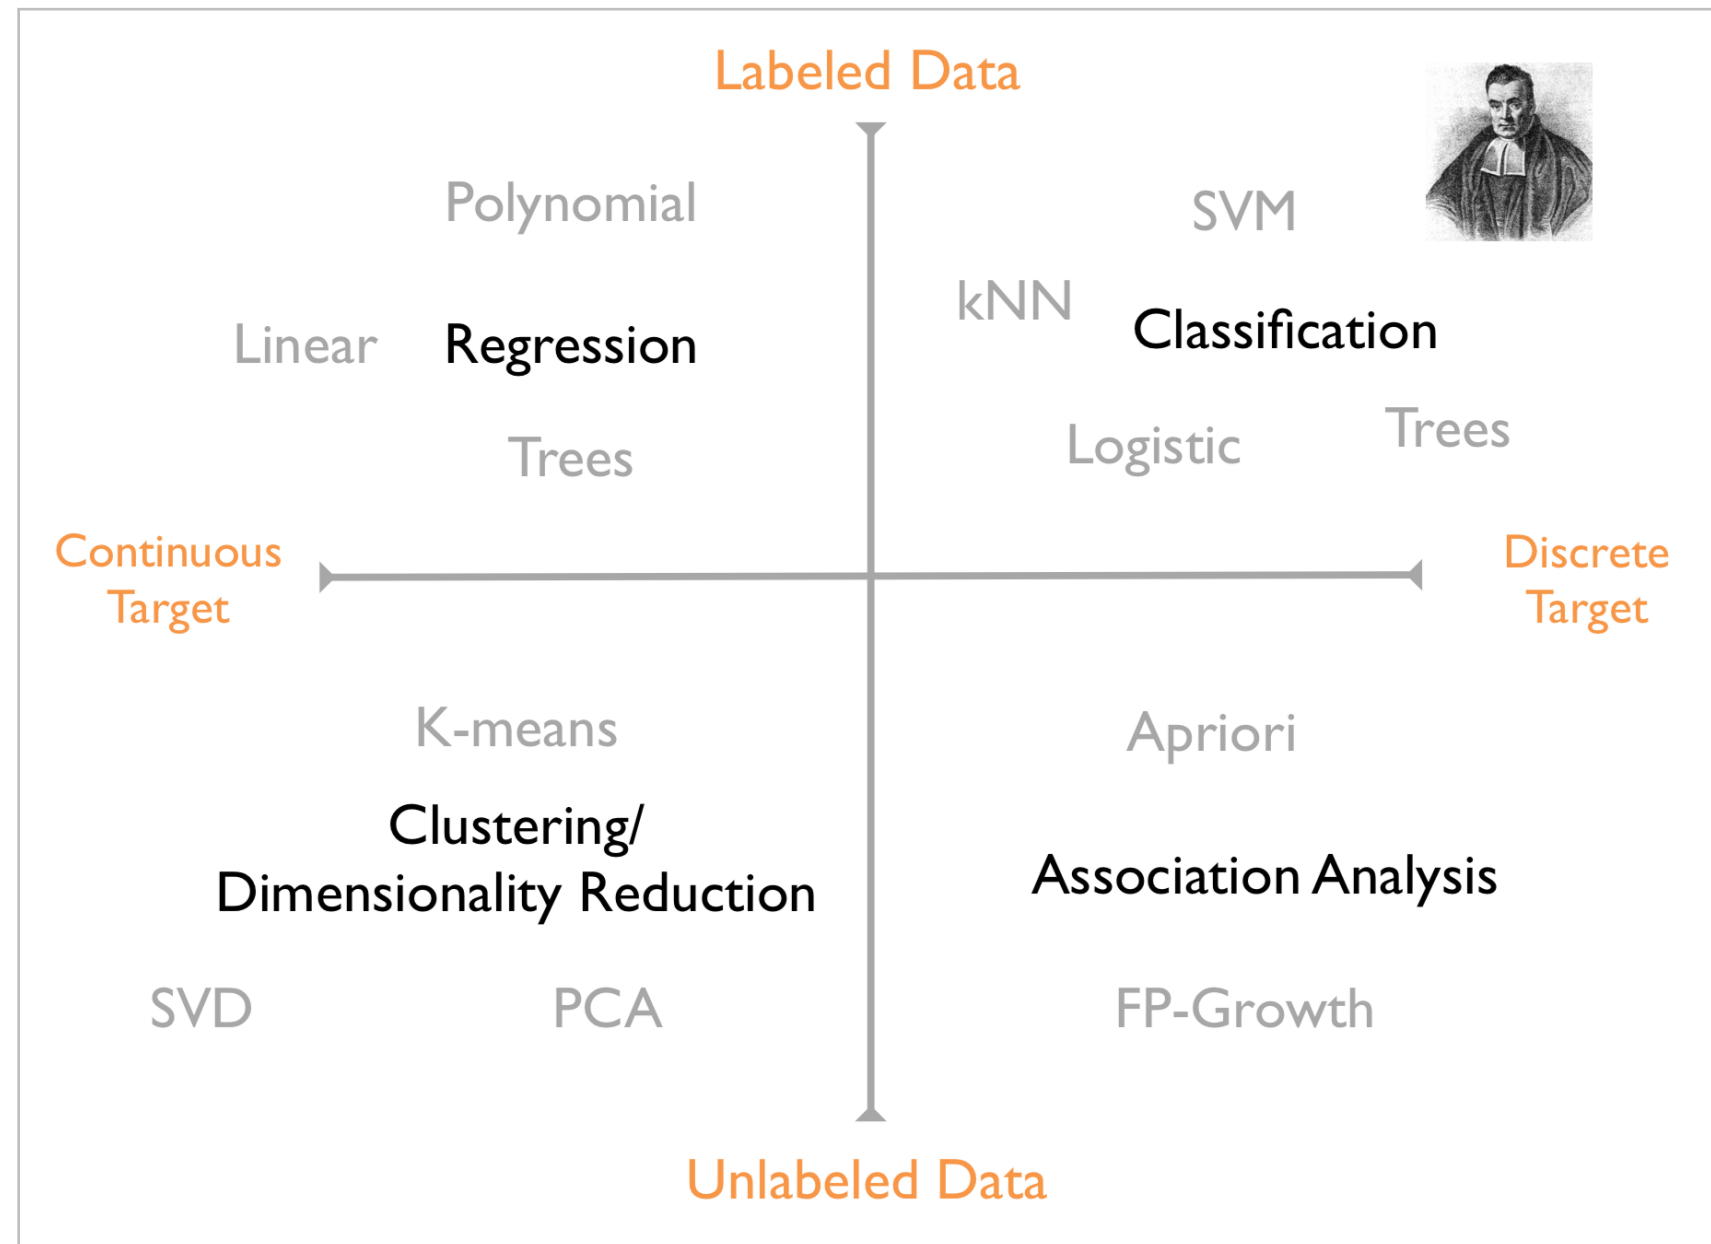 Labeled Data
Polynomial
SVM
kNN
Linear
Regression
Classification
Trees
Logistic
Trees
Continuous
Target
Discrete
Target
K-means
Apriori
Clustering/
Dimensionality Reduction
Association Analysis
SVD
PCA
FP-Growth
Unlabeled Data